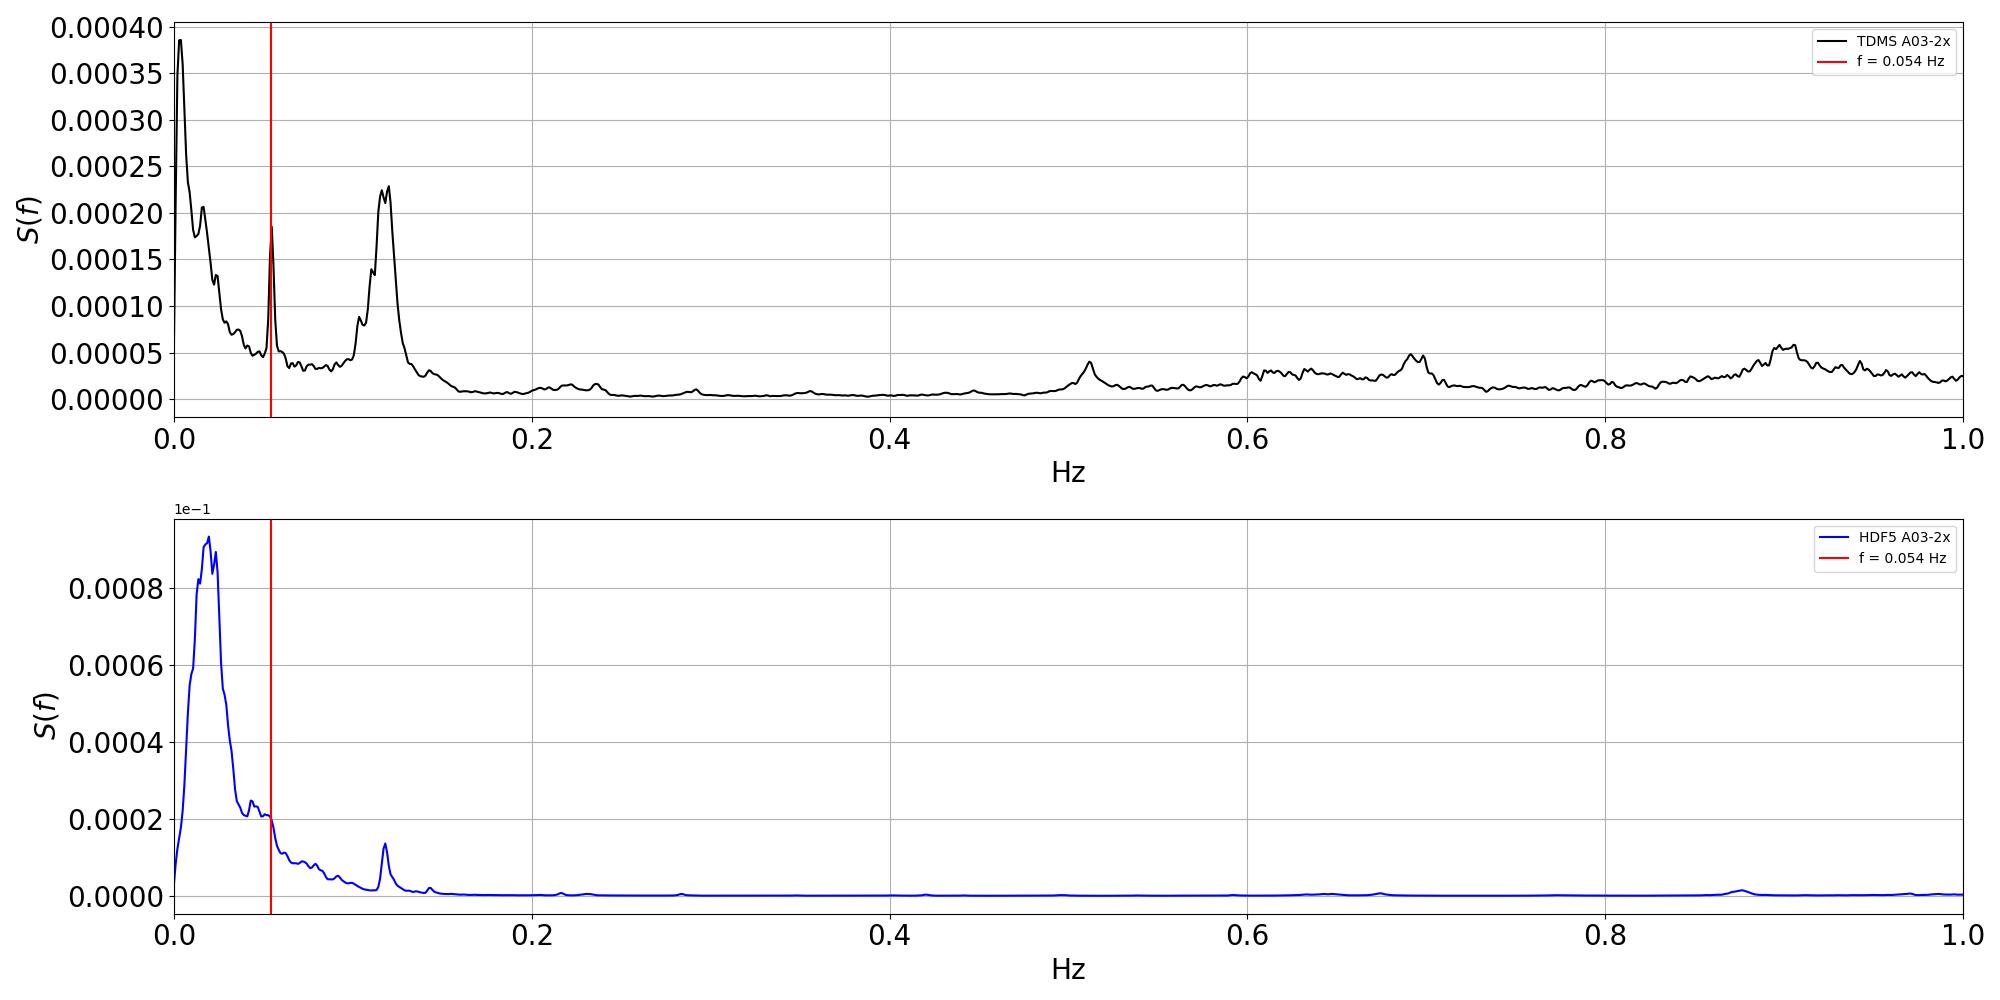 0.00040
0.00035
0.00030
0.00025
0.00020
0.00015
0.00010
0.00005
0.00000
S(f)
TDMS A03-2x
f = 0.054 Hz
0.0 0.2 0.4 0.6 0.8 1.0
Hz
1e−1
0.0008
0.0006
0.0004
0.0002
0.0000
S(f)
HDF5 A03-2x
f = 0.054 Hz
0.0 0.2 0.4 0.6 0.8 1.0
Hz